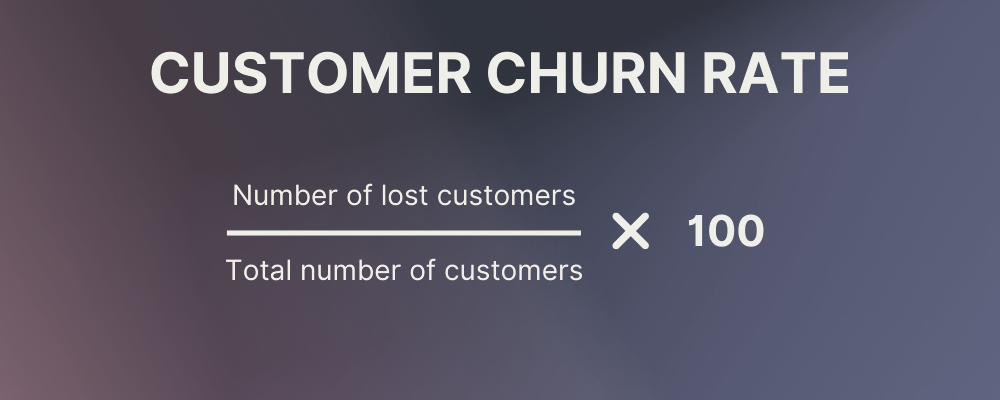 CUSTOMER CHURN RATE
Number of lost customers
Total number of customers
× 100